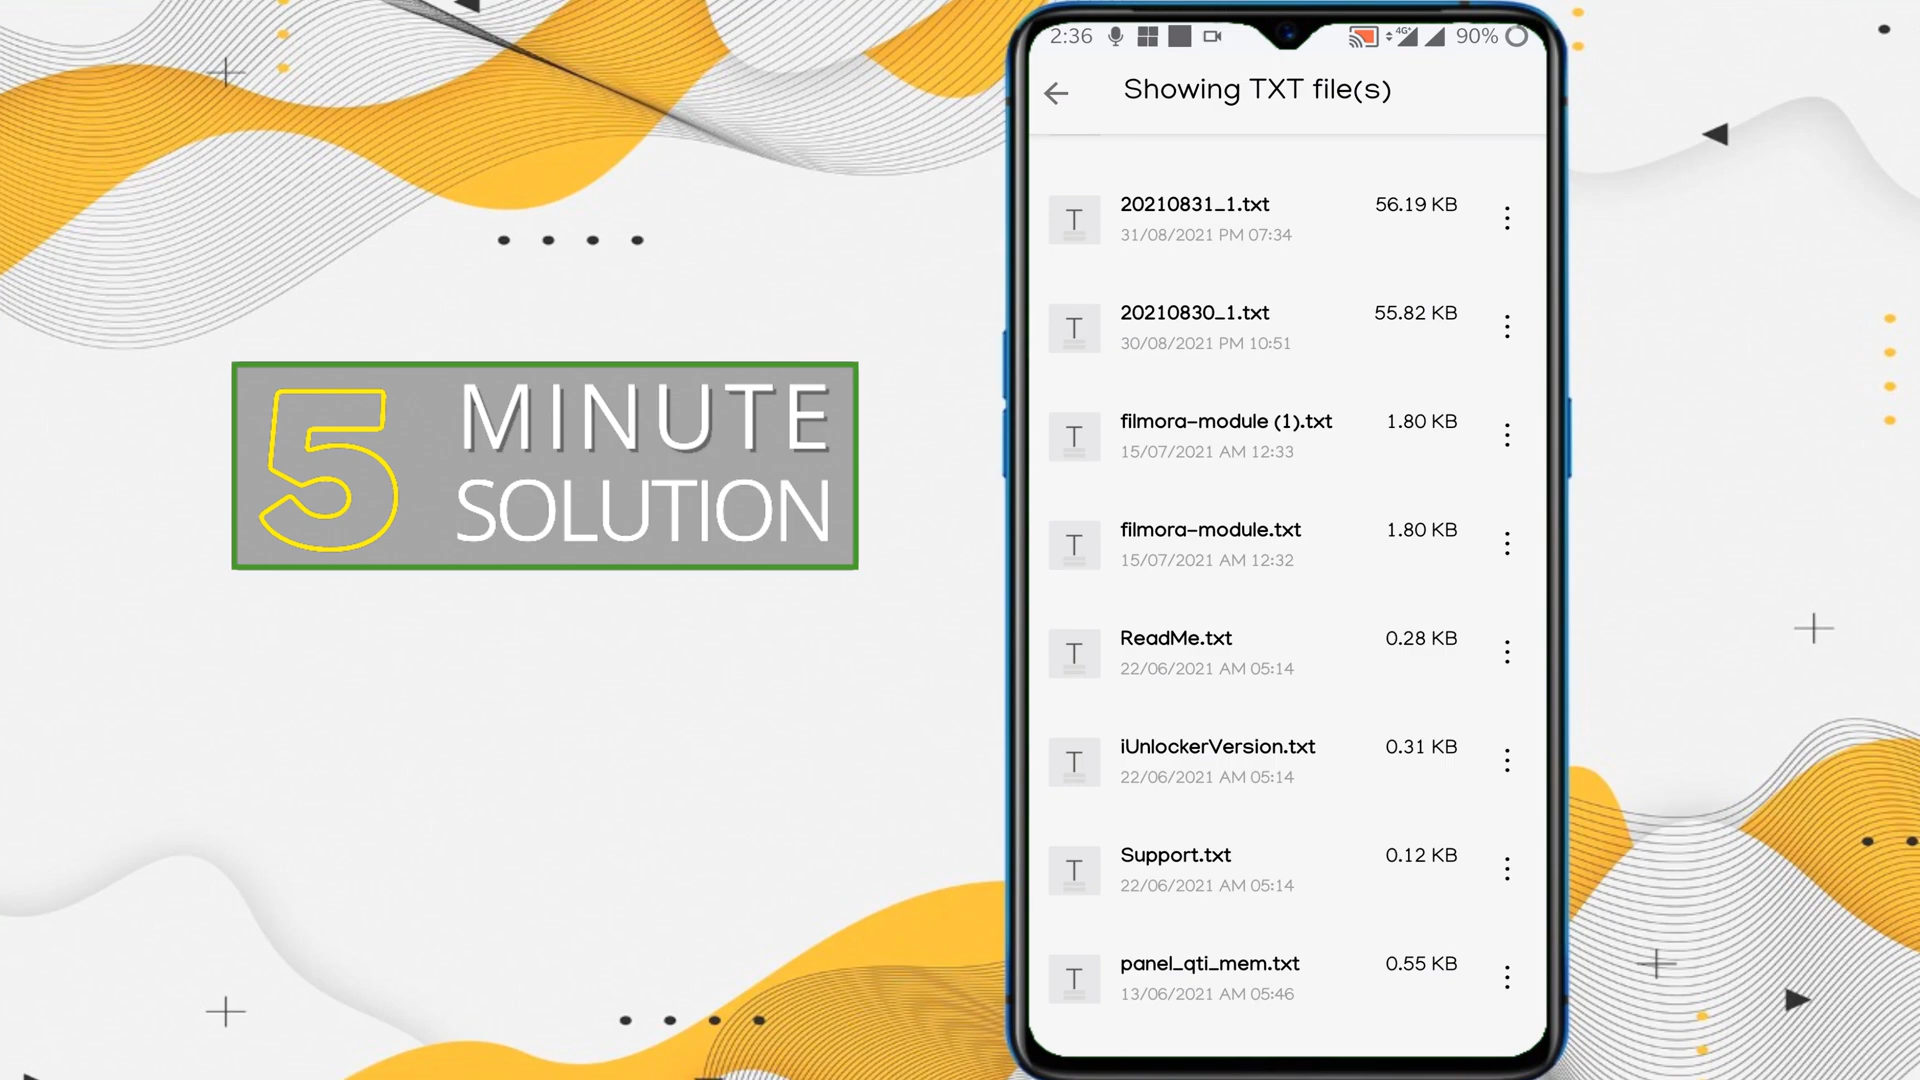 5 MINUTE
SOLUTION
2:36 4G+ 90%
Showing TXT file(s)
20210831_1.txt 56.19 KB
31/08/2021 PM 07:34
20210830_1.txt 55.82 KB
30/08/2021 PM 10:51
filmora-module (1).txt 1.80 KB
15/07/2021 AM 12:33
filmora-module.txt 1.80 KB
15/07/2021 AM 12:32
ReadMe.txt 0.28 KB
22/06/2021 AM 05:14
iUnlockerVersion.txt 0.31 KB
22/06/2021 AM 05:14
Support.txt 0.12 KB
22/06/2021 AM 05:14
panel_qti_mem.txt 0.55 KB
13/06/2021 AM 05:46